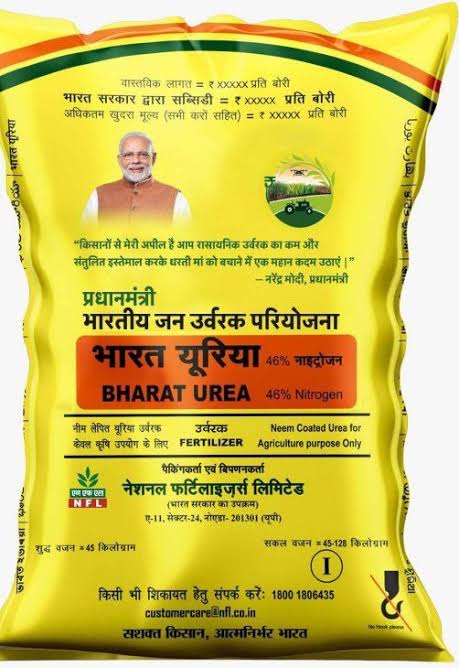 वास्तविक लागत = ₹ xxxxx प्रति बोरी
भारत सरकार द्वारा सब्सिडी = ₹ xxxxx प्रति बोरी
अधिकतम खुदरा मूल्य (सभी करों सहित) = ₹ xxxxx प्रति बोरी
"किसानों से मेरी अपील है आप रासायनिक उर्वरक का कम और
संतुलित इस्तेमाल करके धरती मां को बचाने में एक महान कदम उठाएं |"
– नरेंद्र मोदी, प्रधानमंत्री
प्रधानमंत्री
भारतीय जन उर्वरक परियोजना
भारत यूरिया 46% नाइट्रोजन
BHARAT UREA 46% Nitrogen
नीम लेपित यूरिया उर्वरक
केवल कृषि उपयोग के लिए
उर्वरक
FERTILIZER
Neem Coated Urea for
Agriculture purpose Only
पैकिंगकर्ता एवं बिपणनकर्ता
एन एफ एल
NFL
नेशनल फर्टिलाइजर्स लिमिटेड
(भारत सरकार का उपक्रम)
ए-11, सेक्टर-24, नोएडा- 201301 (यूपी)
शुद्ध वजन =45 किलोग्राम
सकल वजन =45-128 किलोग्राम
I
किसी भी शिकायत हेतु संपर्क करें: 1800 1806435
customercare@nfl.co.in
No Hook please
सशक्त किसान, आत्मनिर्भर भारत
भारत यूरिया